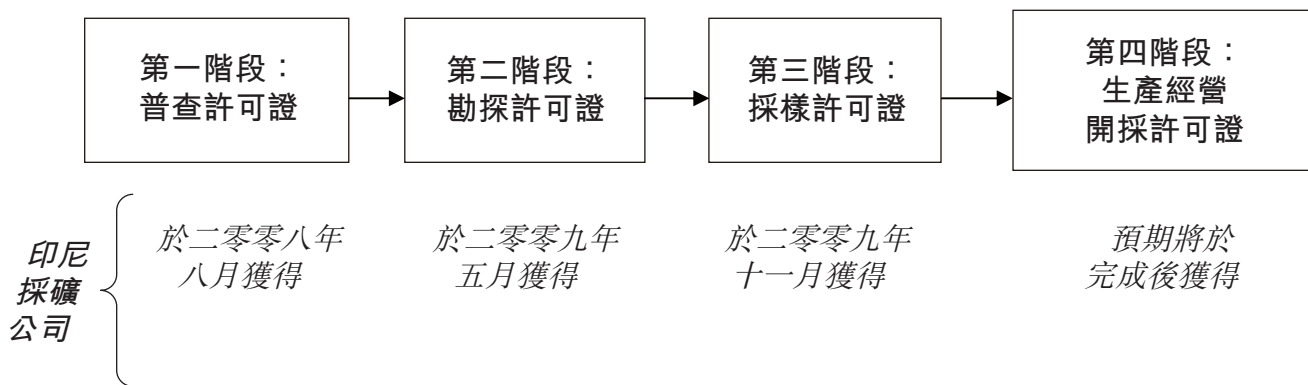 第一階段：
普查許可證
第二階段：
勘探許可證
第三階段：
採樣許可證
第四階段：
生產經營
開採許可證
印尼
採礦
公司
於二零零八年
八月獲得
於二零零九年
五月獲得
於二零零九年
十一月獲得
預期將於
完成後獲得